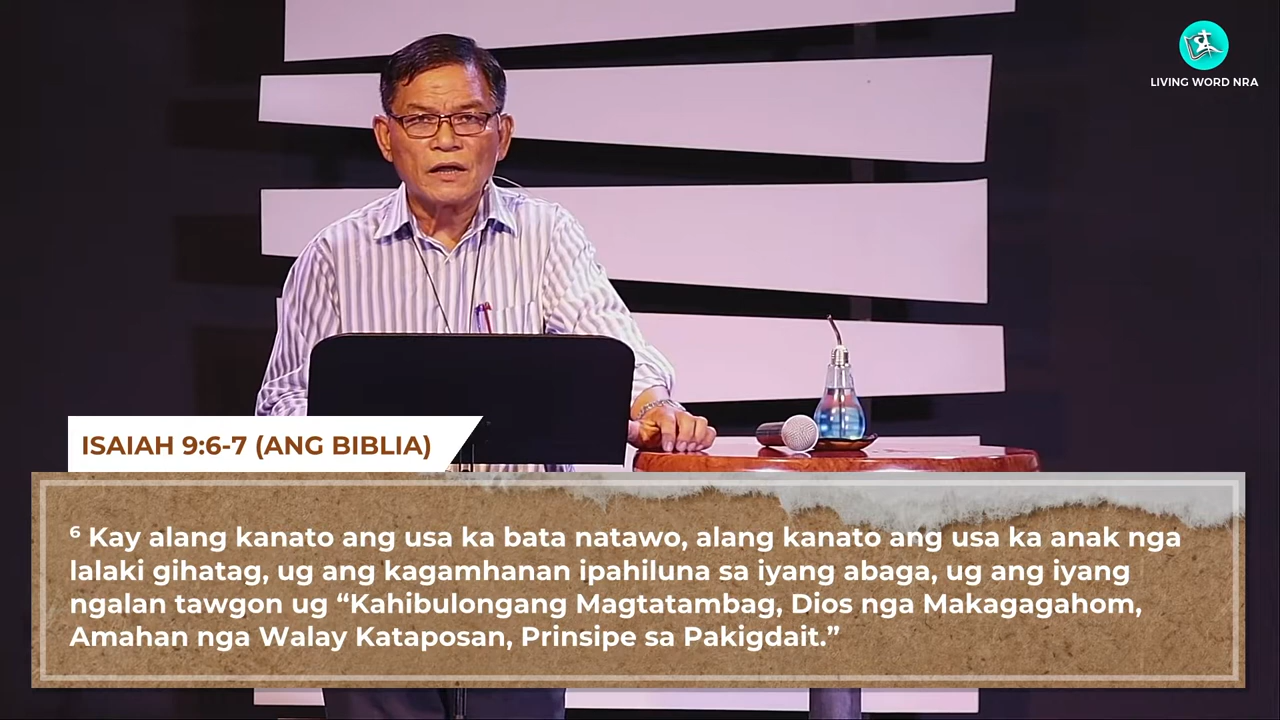 LIVING WORD NRA
ISAIAH 9:6-7 (ANG BIBLIA)
⁶ Kay alang kanato ang usa ka bata natawo, alang kanato ang usa ka anak nga
lalaki gihatag, ug ang kagamhanan ipahiluna sa iyang abaga, ug ang iyang
ngalan tawgon ug “Kahibulongang Magtatambag, Dios nga Makagagahom,
Amahan nga Walay Kataposan, Prinsipe sa Pakigdait.”